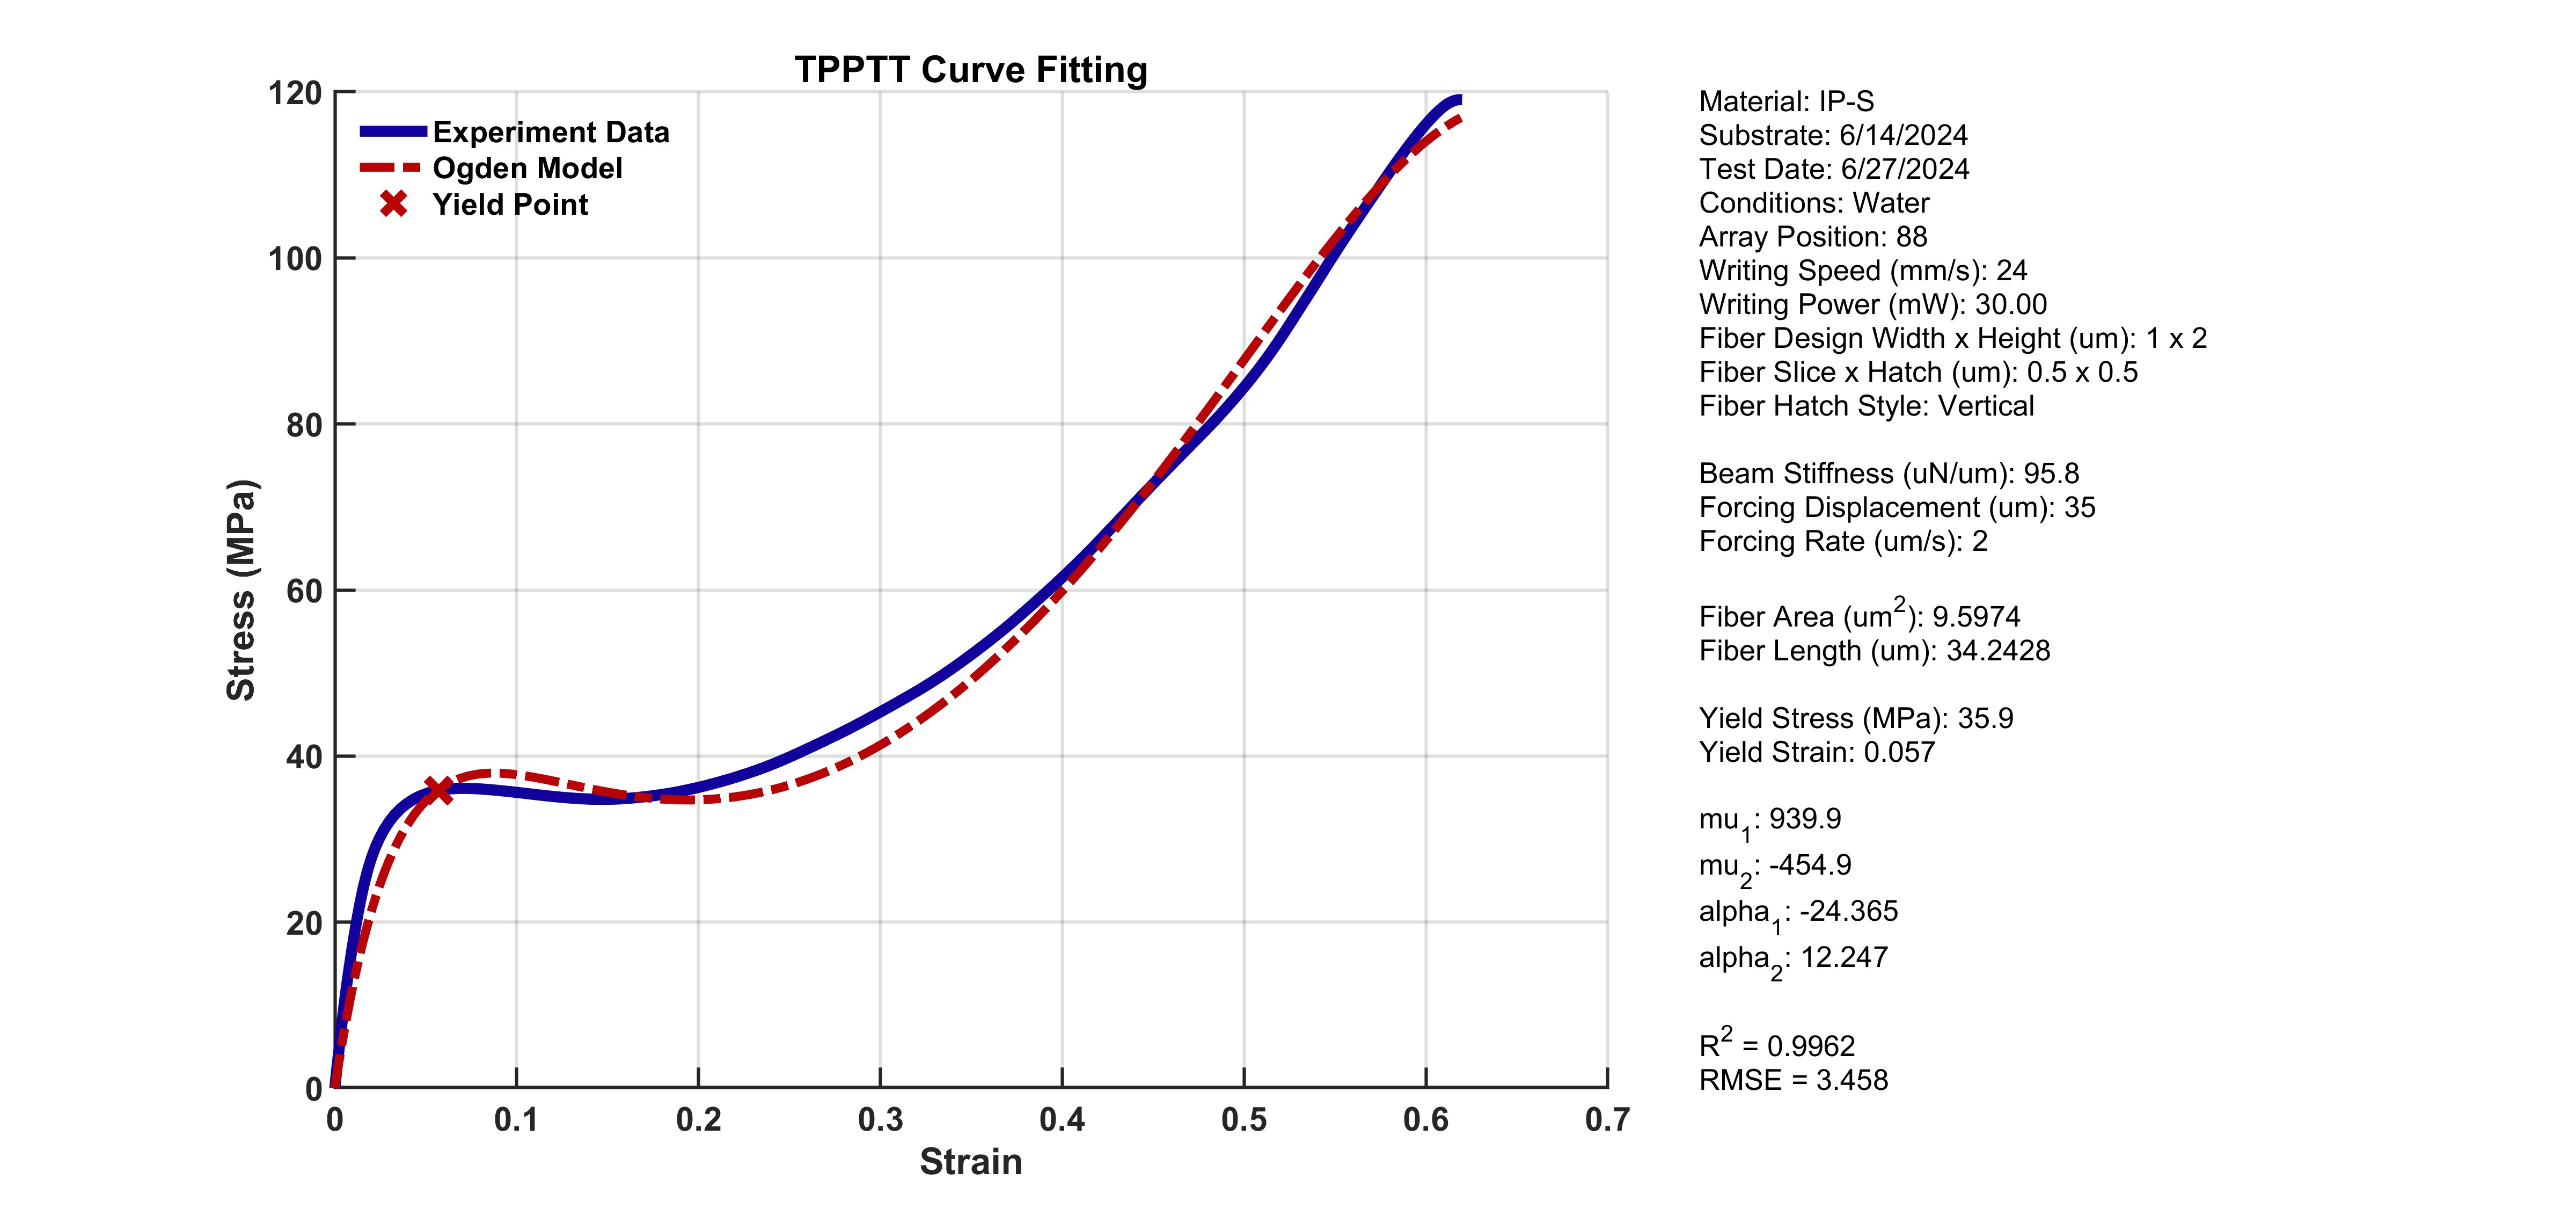 TPPTT Curve Fitting
120
100
80
60
40
20
0
Stress (MPa)
Experiment Data
Ogden Model
Yield Point
0
0.1
0.2
0.3
0.4
0.5
0.6
0.7
Strain
Material: IP-S
Substrate: 6/14/2024
Test Date: 6/27/2024
Conditions: Water
Array Position: 88
Writing Speed (mm/s): 24
Writing Power (mW): 30.00
Fiber Design Width x Height (um): 1 x 2
Fiber Slice x Hatch (um): 0.5 x 0.5
Fiber Hatch Style: Vertical
Beam Stiffness (uN/um): 95.8
Forcing Displacement (um): 35
Forcing Rate (um/s): 2
Fiber Area (um²): 9.5974
Fiber Length (um): 34.2428
Yield Stress (MPa): 35.9
Yield Strain: 0.057
mu₁: 939.9
mu₂: -454.9
alpha₁: -24.365
alpha₂: 12.247
R² = 0.9962
RMSE = 3.458